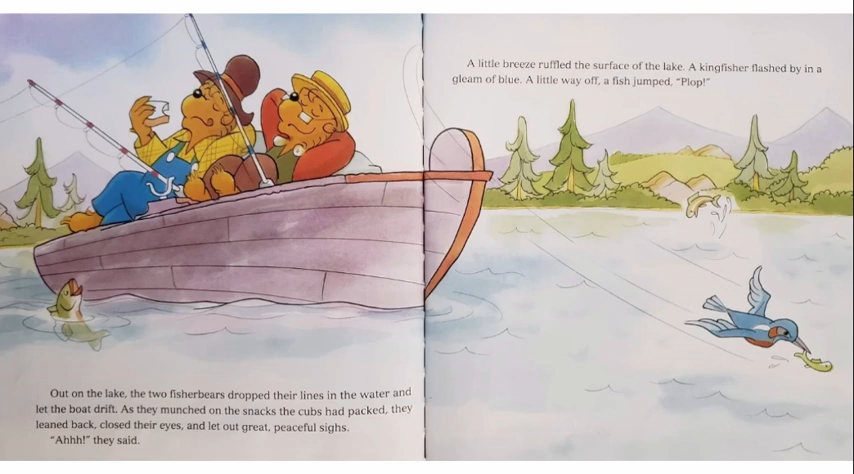 Out on the lake, the two fisherbears dropped their lines in the water and
let the boat drift. As they munched on the snacks the cubs had packed, they
leaned back, closed their eyes, and let out great, peaceful sighs.
"Ahhh!" they said.
A little breeze ruffled the surface of the lake. A kingfisher flashed by in a
gleam of blue. A little way off, a fish jumped, "Plop!"